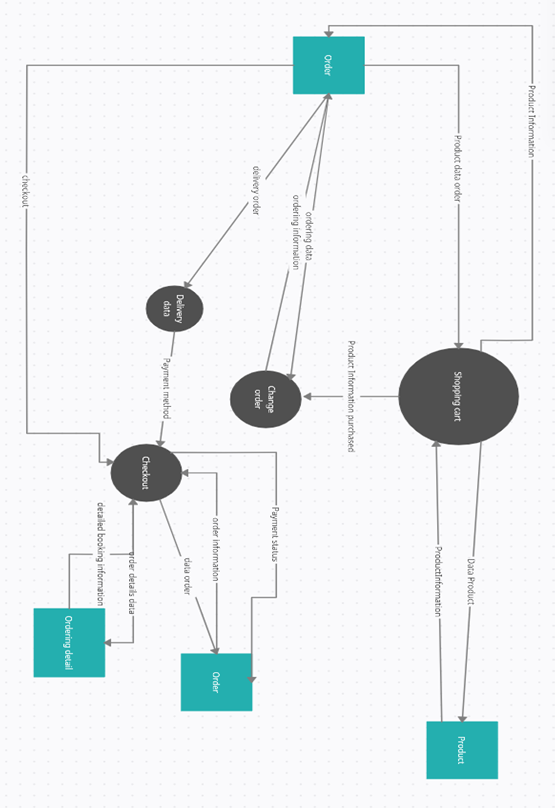 Order
Product Information
Product data order
checkout
delivery order
ordering data
ordering information
Delivery
data
Payment method
Change
order
Product Information purchased
Shopping cart
Checkout
Payment status
order information
data order
detailed booking information
order details data
ProductInformation
Data Product
Ordering detail
Order
Product